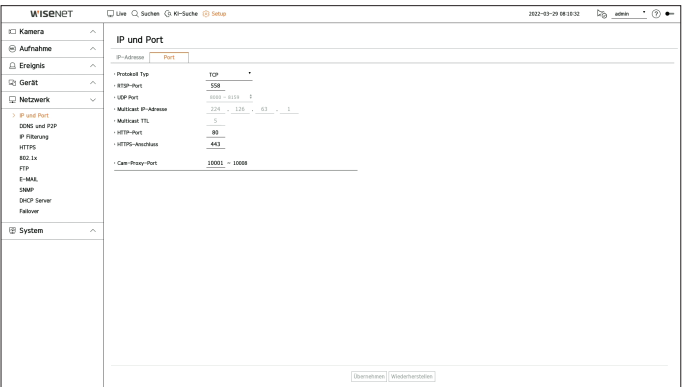 WISENET
Live Suchen KI-Suche Setup
2022-03-29 08:10:32 admin ?
Kamera
Aufnahme
Ereignis
Gerät
Netzwerk
IP und Port
DDNS und P2P
IP Filterung
HTTPS
802.1x
FTP
E-MAIL
SNMP
DHCP Server
Failover
System
IP und Port
IP-Adresse Port
Protokoll Typ TCP
RTSP-Port 558
UDP Port
Multicast IP-Adresse 224 . 126 . 63 . 1
Multicast TTL 5
HTTP-Port 80
HTTPS-Anschluss 443
Cam-Proxy-Port 10001 ~ 10008
Übernehmen Wiederherstellen